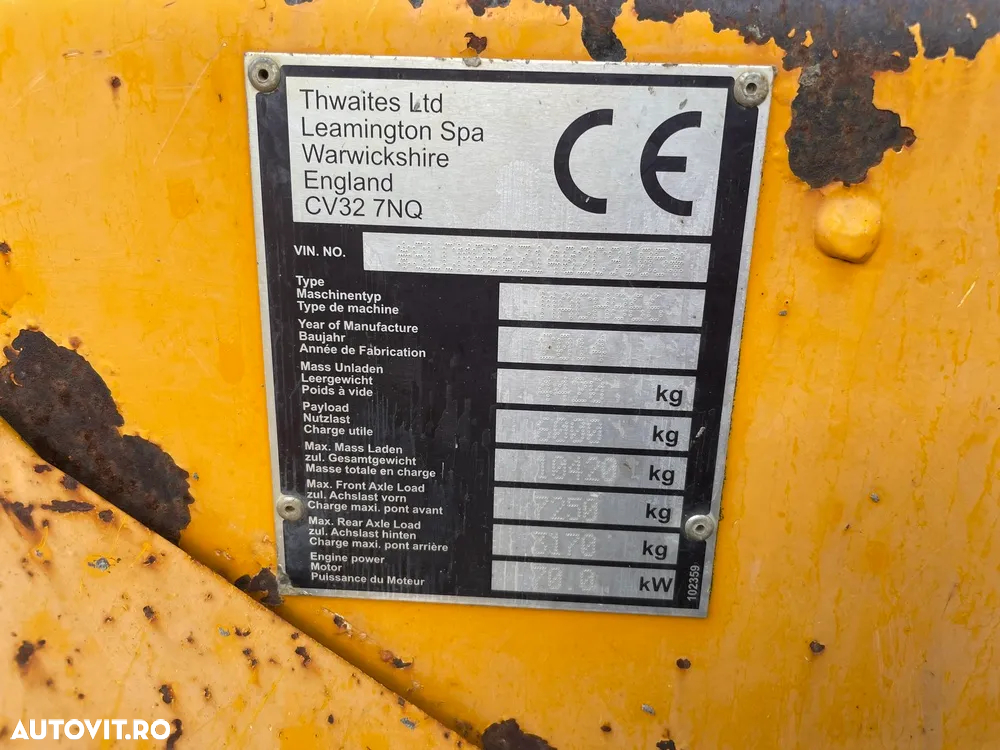 Thwaites Ltd
Leamington Spa
Warwickshire
England
CV32 7NQ
CE
VIN. NO.
Type
Maschinentyp
Type de machine
Year of Manufacture
Baujahr
Année de Fabrication
2014
Mass Unladen
Leergewicht
Poids à vide
kg
Payload
Nutzlast
Charge utile
6000 kg
Max. Mass Laden
zul. Gesamtgewicht
Masse totale en charge
10420 kg
Max. Front Axle Load
zul. Achslast vorn
Charge maxi. pont avant
7250 kg
Max. Rear Axle Load
zul. Achslast hinten
Charge maxi. pont arrière
3170 kg
Engine power
Motor
Puissance du Moteur
70.0 kW
102359
AUTOVIT.RO